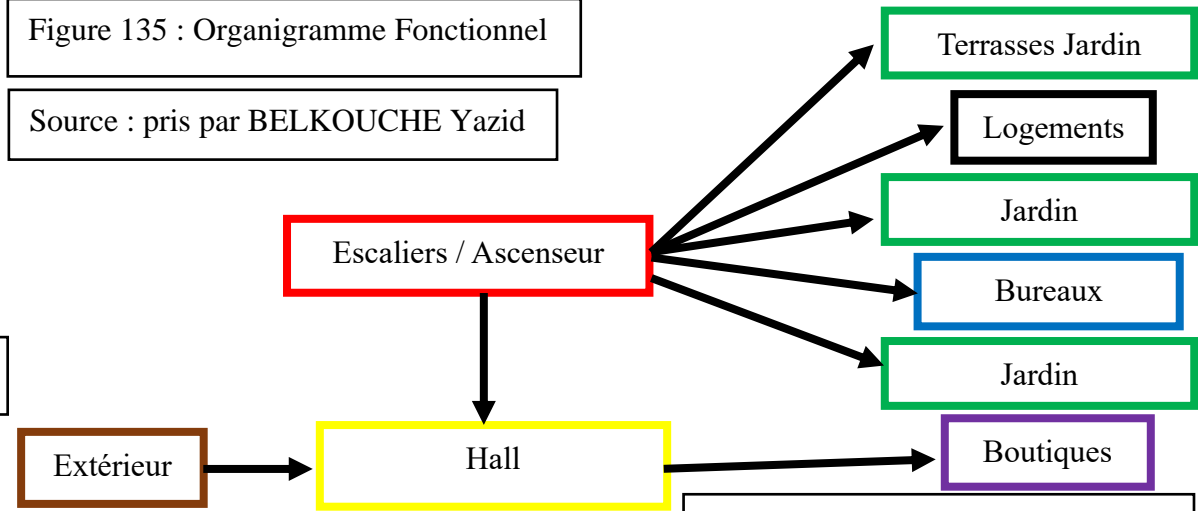 Figure 135 : Organigramme Fonctionnel
Source : pris par BELKOUCHE Yazid
Terrasses Jardin
Logements
Jardin
Escaliers / Ascenseur
Bureaux
Jardin
Extérieur
Hall
Boutiques